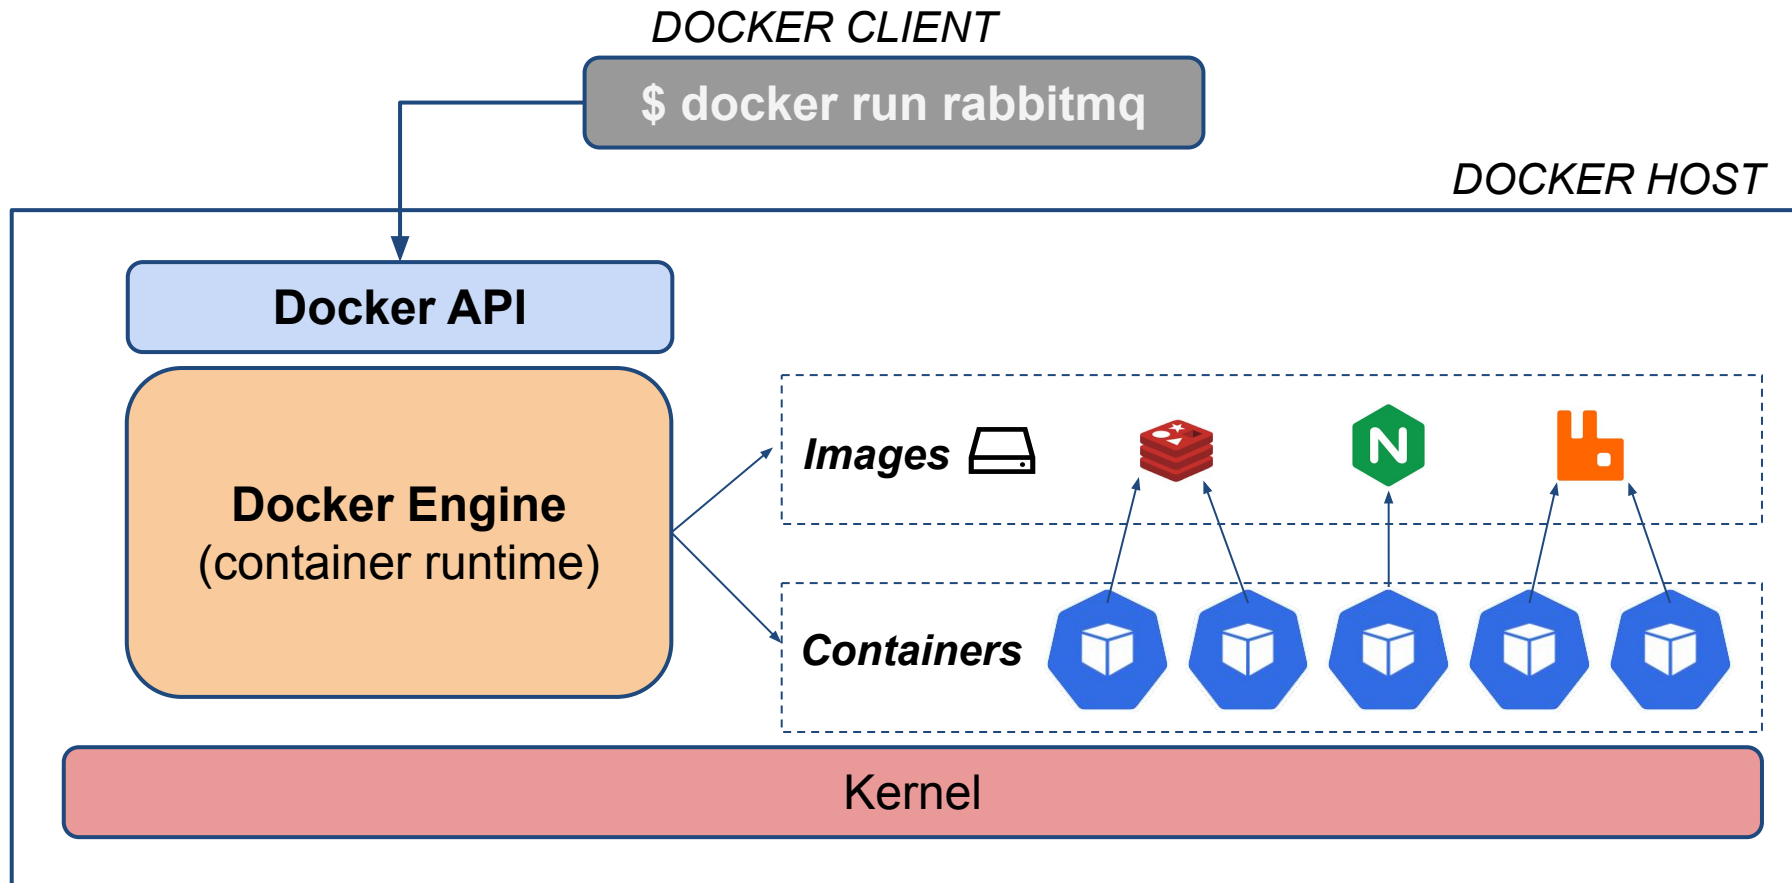 DOCKER CLIENT
$ docker run rabbitmq
DOCKER HOST
Docker API
Docker Engine
(container runtime)
Images
N
Containers
Kernel